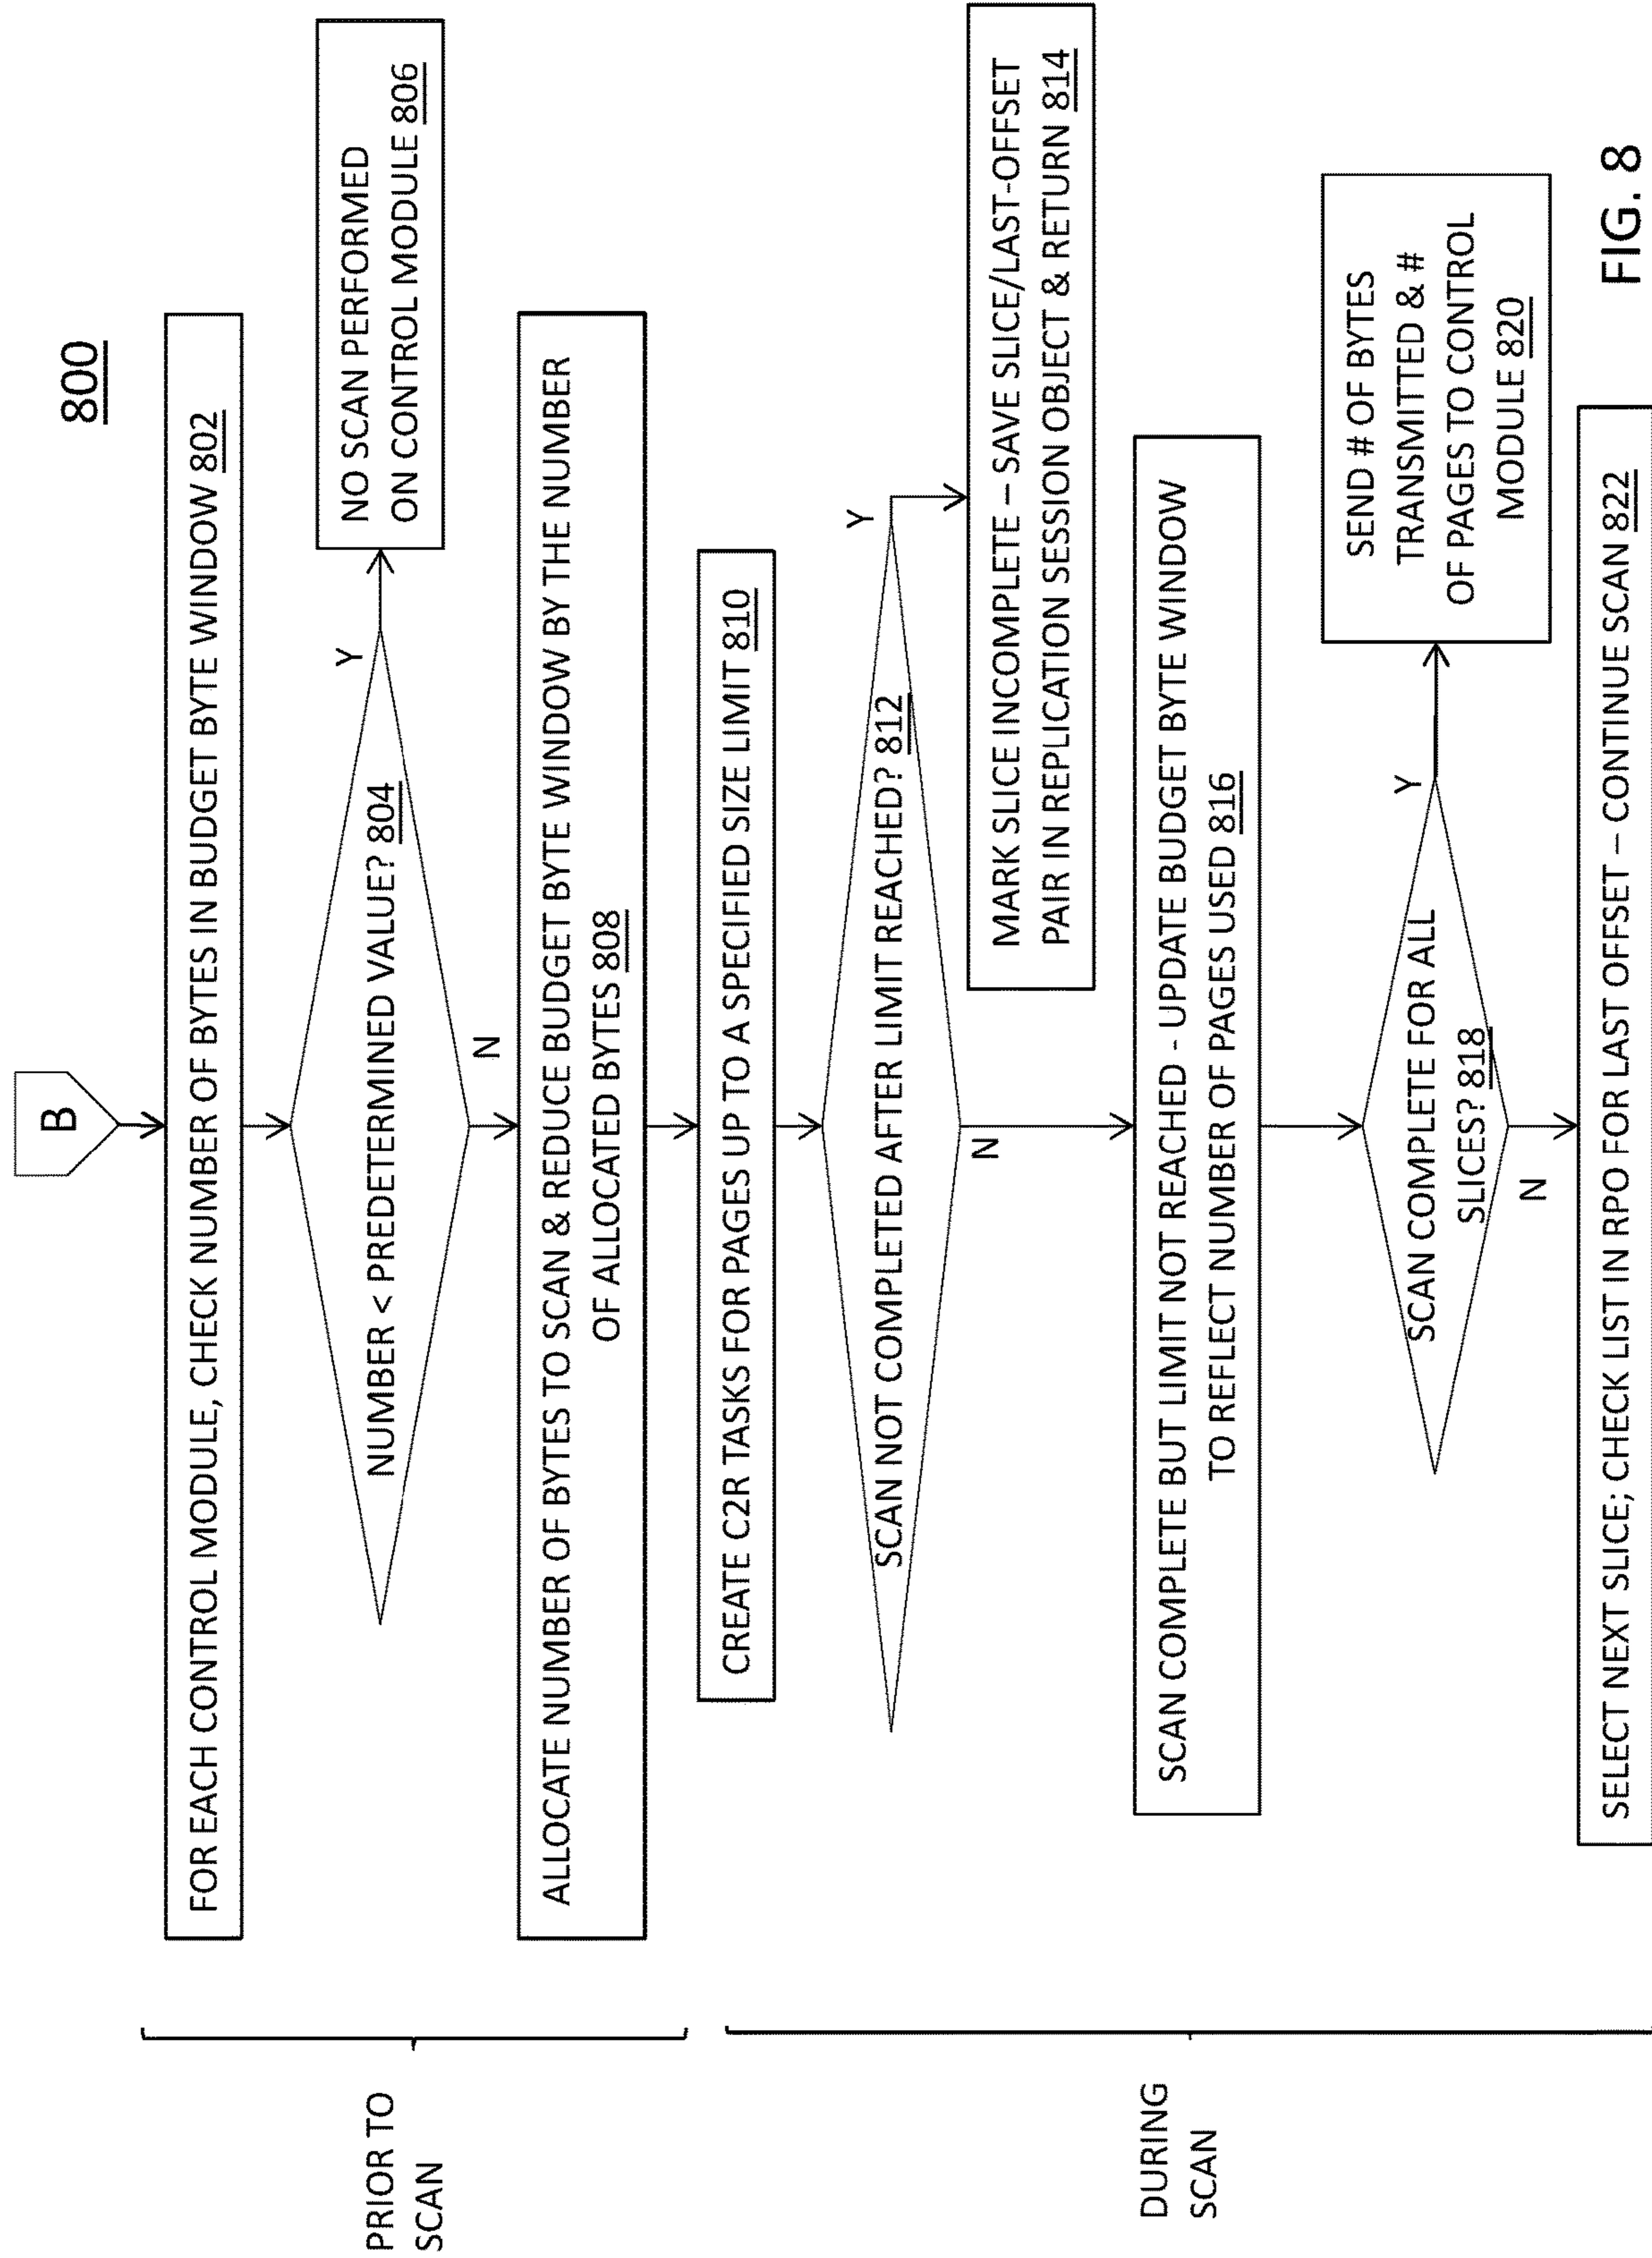 800
B
FOR EACH CONTROL MODULE, CHECK NUMBER OF BYTES IN BUDGET BYTE WINDOW 802
PRIOR TO
SCAN
NUMBER < PREDETERMINED VALUE? 804
Y
NO SCAN PERFORMED
ON CONTROL MODULE 806
N
ALLOCATE NUMBER OF BYTES TO SCAN & REDUCE BUDGET BYTE WINDOW BY THE NUMBER
OF ALLOCATED BYTES 808
CREATE C2R TASKS FOR PAGES UP TO A SPECIFIED SIZE LIMIT 810
DURING
SCAN
SCAN NOT COMPLETED AFTER LIMIT REACHED? 812
Y
MARK SLICE INCOMPLETE – SAVE SLICE/LAST-OFFSET
PAIR IN REPLICATION SESSION OBJECT & RETURN 814
N
SCAN COMPLETE BUT LIMIT NOT REACHED - UPDATE BUDGET BYTE WINDOW
TO REFLECT NUMBER OF PAGES USED 816
SCAN COMPLETE FOR ALL
SLICES? 818
Y
SEND # OF BYTES
TRANSMITTED & #
OF PAGES TO CONTROL
MODULE 820
N
SELECT NEXT SLICE; CHECK LIST IN RPO FOR LAST OFFSET – CONTINUE SCAN 822
FIG. 8